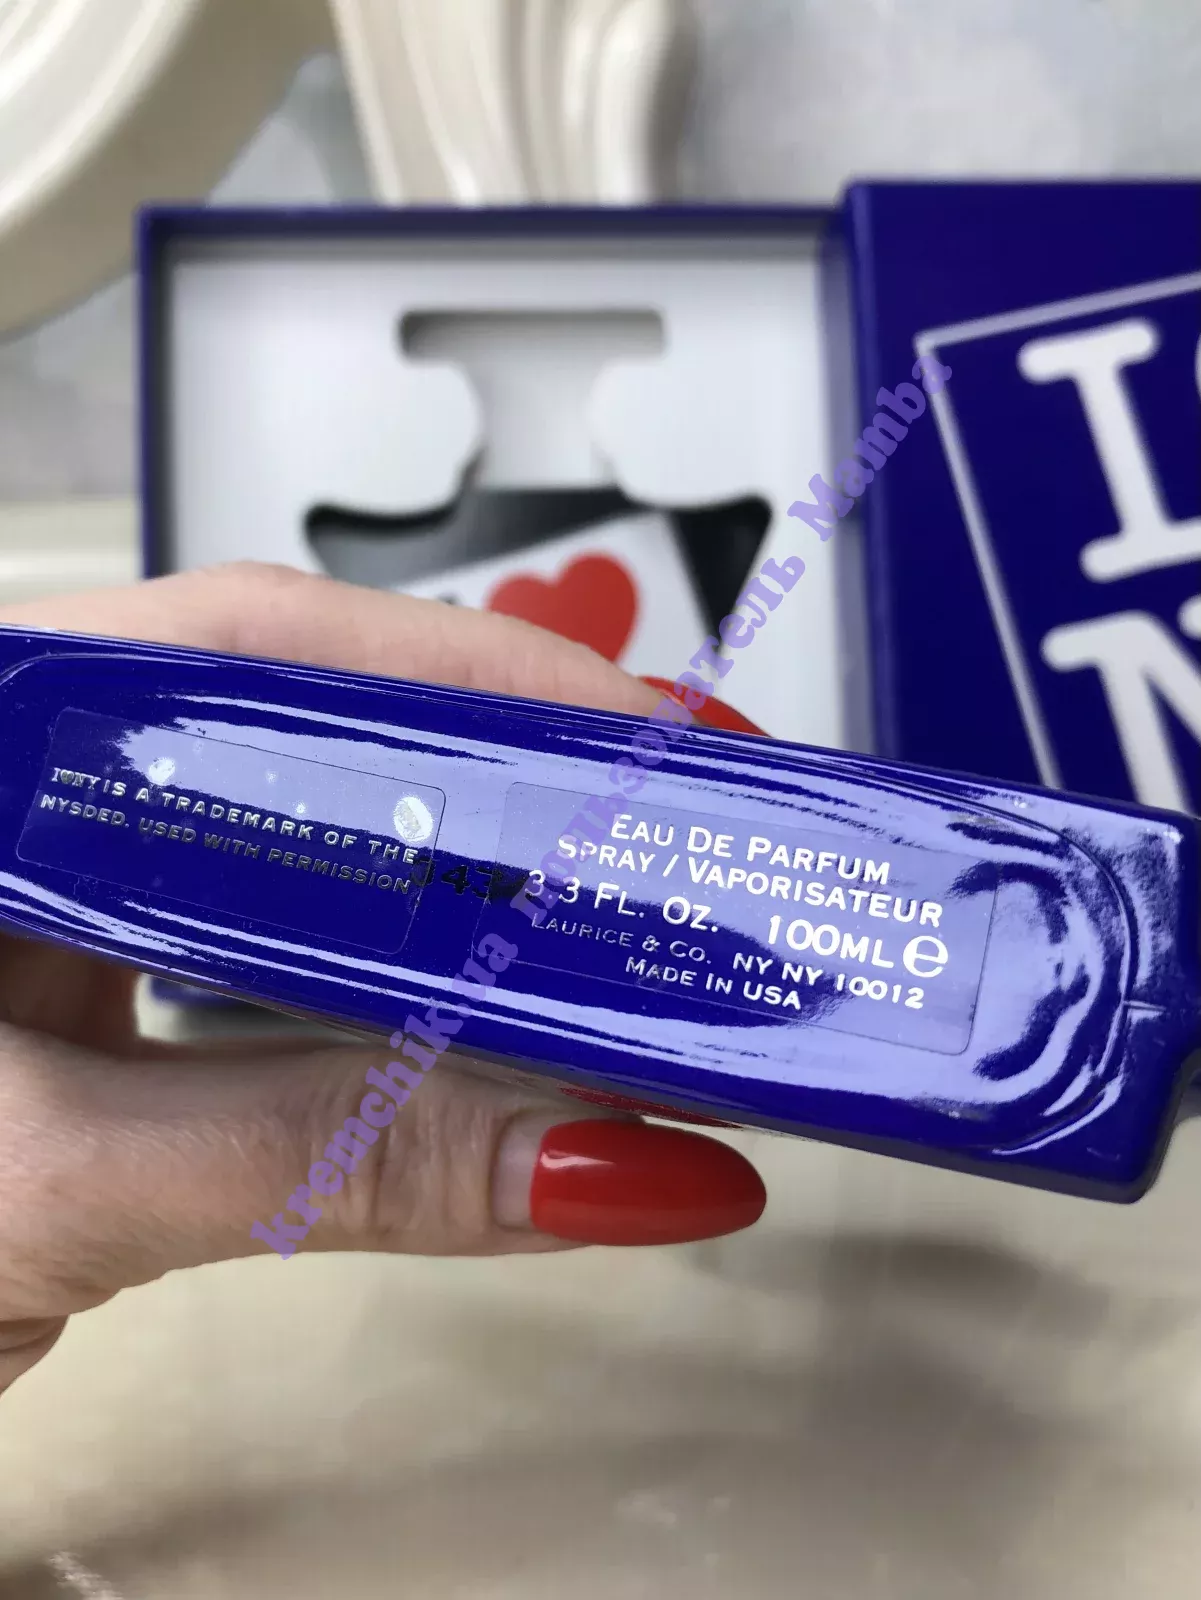 I
N
I♥NY IS A TRADEMARK OF THE
NYSDED. USED WITH PERMISSION
EAU DE PARFUM
SPRAY / VAPORISATEUR
3.3 FL. OZ. 100ML ℮
LAURICE & CO. NY NY 10012
MADE IN USA
kremchik.ua пользователь Mamba